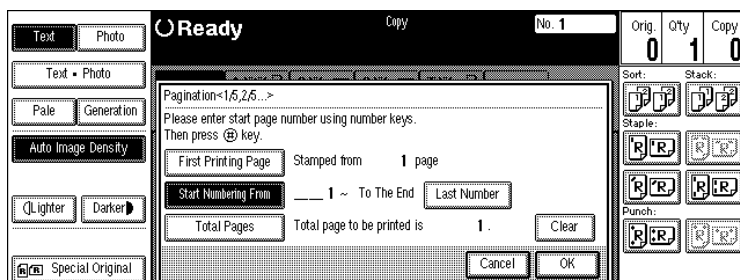 Text
Photo
Text • Photo
Pale
Generation
Auto Image Density
Lighter
Darker
Special Original
Ready
Copy
No. 1
Orig. Q'ty Copy
0 1 0
Pagination<1/5,2/5...>
Please enter start page number using number keys.
Then press # key.
First Printing Page Stamped from 1 page
Start Numbering From 1 ~ To The End Last Number
Total Pages Total page to be printed is 1 . Clear
Cancel OK
Sort: Stack:
Staple:
Punch: